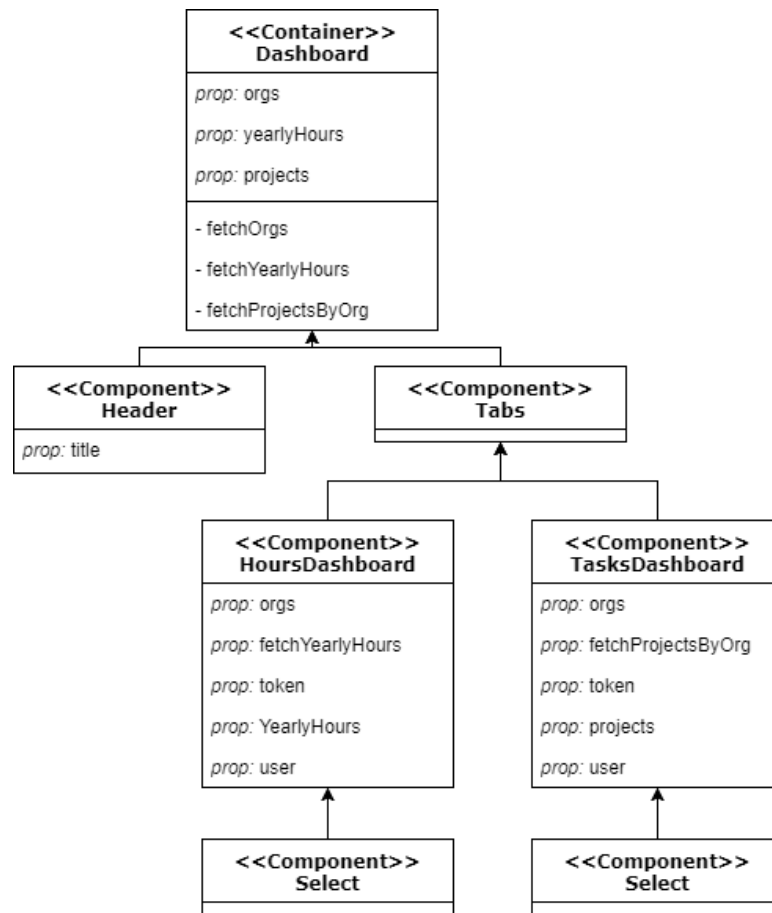 <<Container>>
Dashboard
prop: orgs
prop: yearlyHours
prop: projects
- fetchOrgs
- fetchYearlyHours
- fetchProjectsByOrg
<<Component>>
Header
prop: title
<<Component>>
Tabs
<<Component>>
HoursDashboard
prop: orgs
prop: fetchYearlyHours
prop: token
prop: YearlyHours
prop: user
<<Component>>
TasksDashboard
prop: orgs
prop: fetchProjectsByOrg
prop: token
prop: projects
prop: user
<<Component>>
Select
<<Component>>
Select